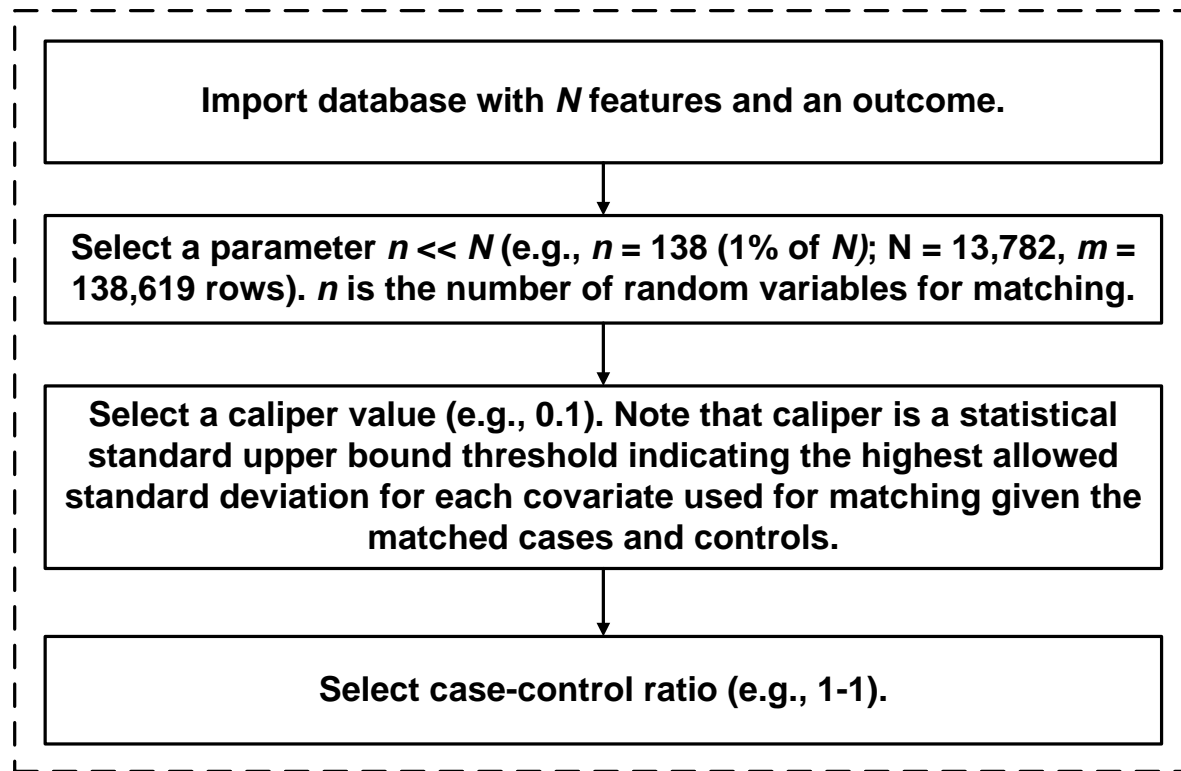 Import database with N features and an outcome.
Select a parameter n << N (e.g., n = 138 (1% of N); N = 13,782, m =
138,619 rows). n is the number of random variables for matching.
Select a caliper value (e.g., 0.1). Note that caliper is a statistical
standard upper bound threshold indicating the highest allowed
standard deviation for each covariate used for matching given the
matched cases and controls.
Select case-control ratio (e.g., 1-1).